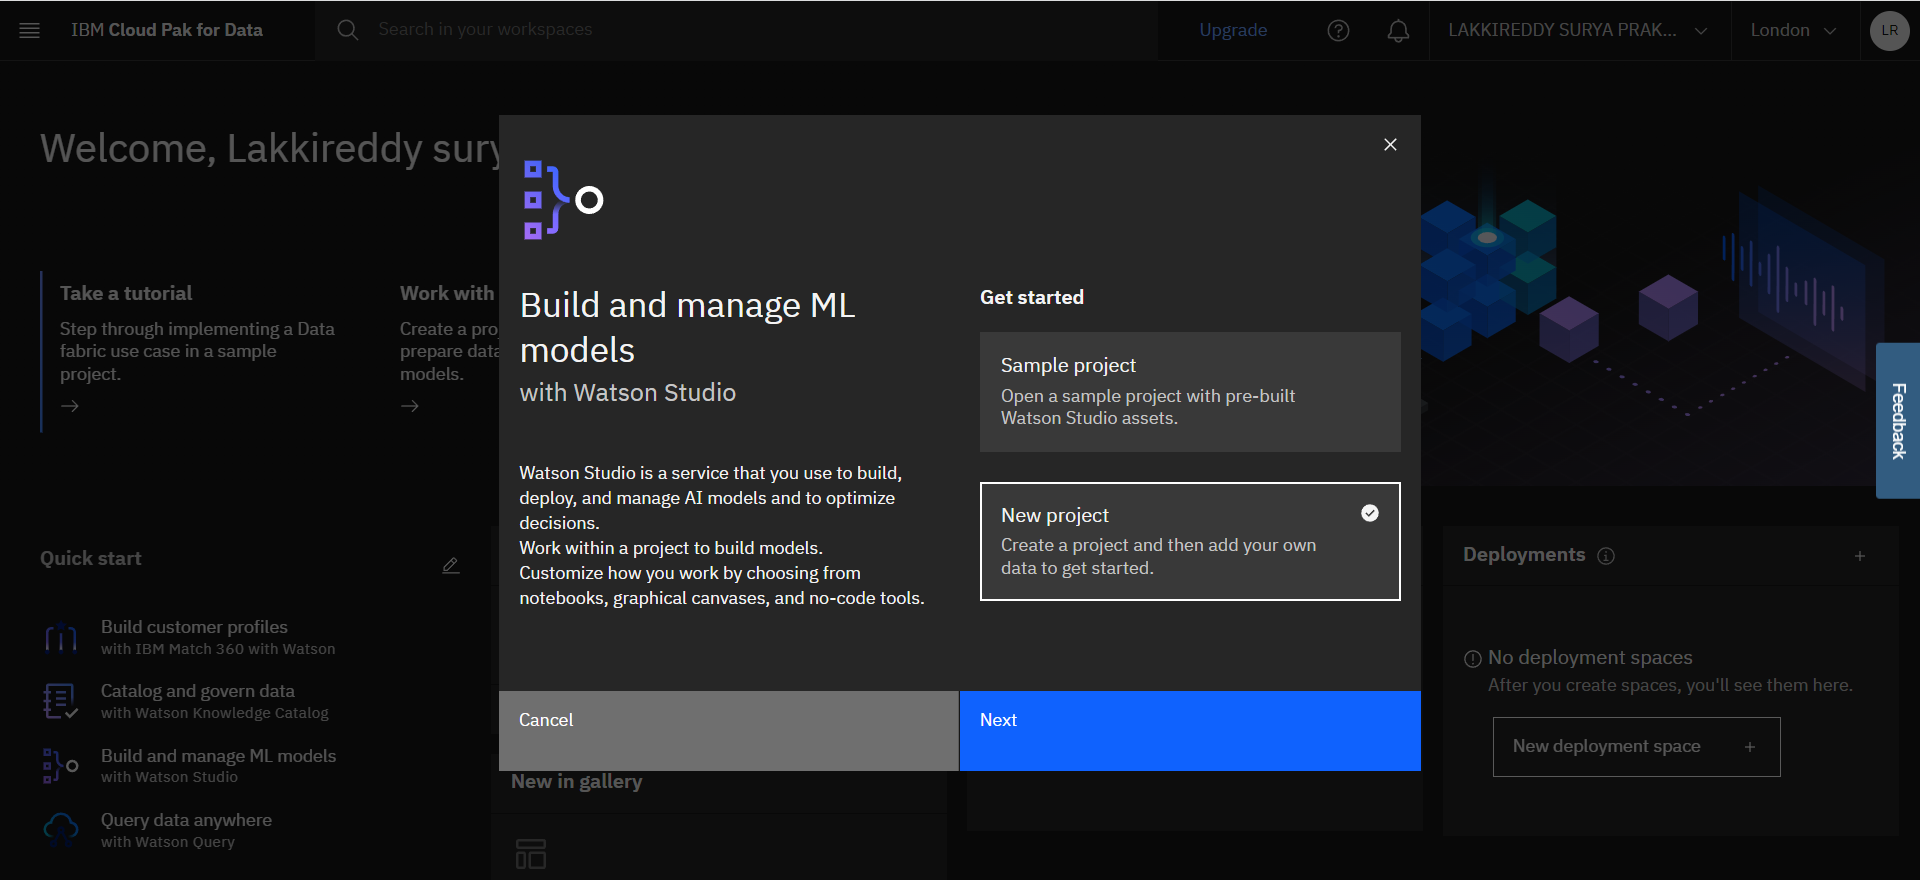 IBM Cloud Pak for Data
Search in your workspaces
Upgrade
LAKKIREDDY SURYA PRAK...
London
LR
Welcome, Lakkireddy sury
Take a tutorial
Step through implementing a Data
fabric use case in a sample
project.
Work with
Create a pro
prepare data
models.
Build and manage ML
models
with Watson Studio
Watson Studio is a service that you use to build,
deploy, and manage AI models and to optimize
decisions.
Work within a project to build models.
Customize how you work by choosing from
notebooks, graphical canvases, and no-code tools.
Get started
Sample project
Open a sample project with pre-built
Watson Studio assets.
New project
Create a project and then add your own
data to get started.
Cancel
Next
Feedback
Quick start
Build customer profiles
with IBM Match 360 with Watson
Catalog and govern data
with Watson Knowledge Catalog
Build and manage ML models
with Watson Studio
Query data anywhere
with Watson Query
New in gallery
Deployments
No deployment spaces
After you create spaces, you'll see them here.
New deployment space +